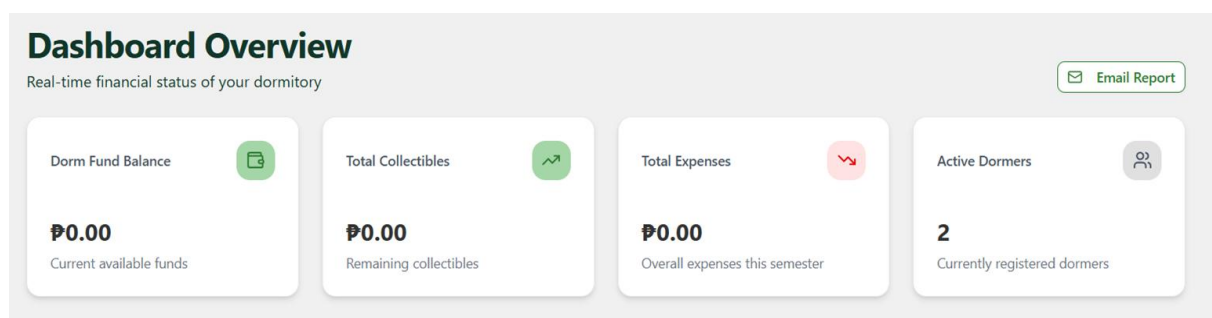 Dashboard Overview
Real-time financial status of your dormitory
Email Report
Dorm Fund Balance
₱0.00
Current available funds
Total Collectibles
₱0.00
Remaining collectibles
Total Expenses
₱0.00
Overall expenses this semester
Active Dormers
2
Currently registered dormers